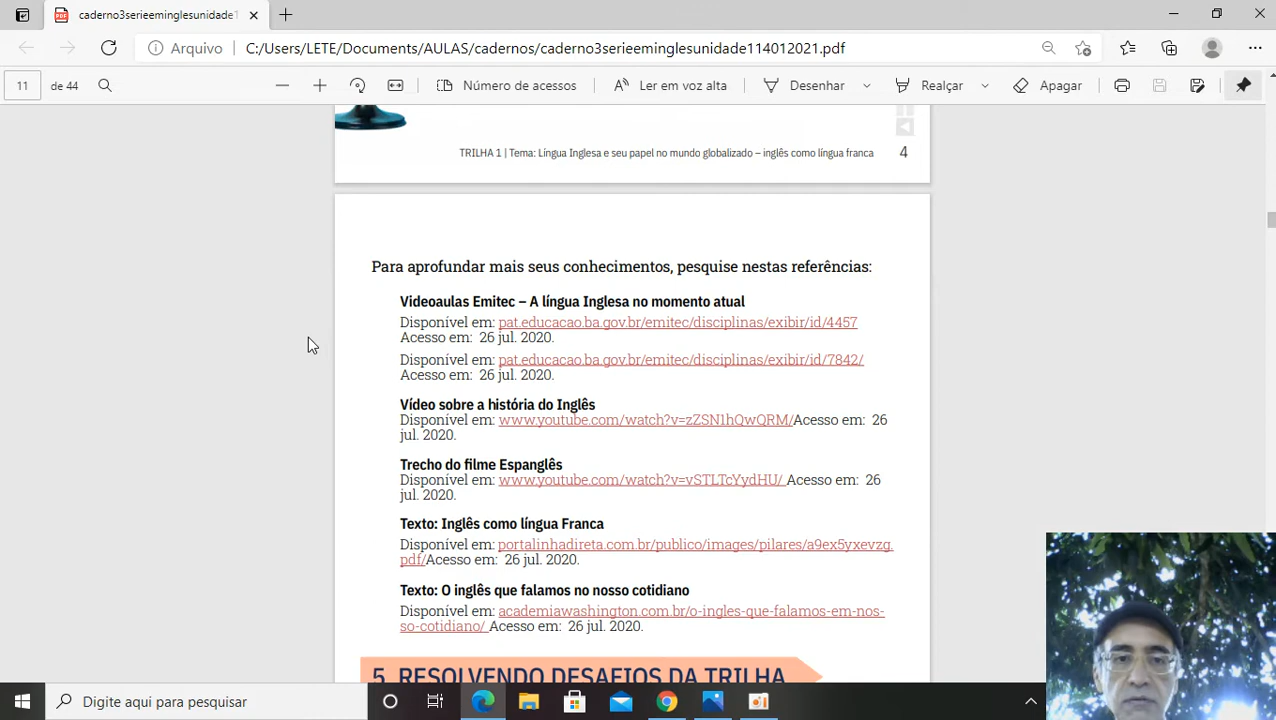 caderno3serieeminglesunidade1
Arquivo
C:/Users/LETE/Documents/AULAS/cadernos/caderno3serieeminglesunidade114012021.pdf
11 de 44
Número de acessos
Ler em voz alta
Desenhar
Realçar
Apagar
TRILHA 1 | Tema: Língua Inglesa e seu papel no mundo globalizado – inglês como língua franca 4
Para aprofundar mais seus conhecimentos, pesquise nestas referências:
Videoaulas Emitec – A língua Inglesa no momento atual
Disponível em: pat.educacao.ba.gov.br/emitec/disciplinas/exibir/id/4457
Acesso em: 26 jul. 2020.
Disponível em: pat.educacao.ba.gov.br/emitec/disciplinas/exibir/id/7842/
Acesso em: 26 jul. 2020.
Vídeo sobre a história do Inglês
Disponível em: www.youtube.com/watch?v=zZSN1hQwQRM/Acesso em: 26
jul. 2020.
Trecho do filme Espanglês
Disponível em: www.youtube.com/watch?v=vSTLTcYydHU/ Acesso em: 26
jul. 2020.
Texto: Inglês como língua Franca
Disponível em: portalinhadireta.com.br/publico/images/pilares/a9ex5yxevzg.
pdf/Acesso em: 26 jul. 2020.
Texto: O inglês que falamos no nosso cotidiano
Disponível em: academiawashington.com.br/o-ingles-que-falamos-em-nos-
so-cotidiano/ Acesso em: 26 jul. 2020.
5. RESOLVENDO DESAFIOS DA TRILHA
Digite aqui para pesquisar